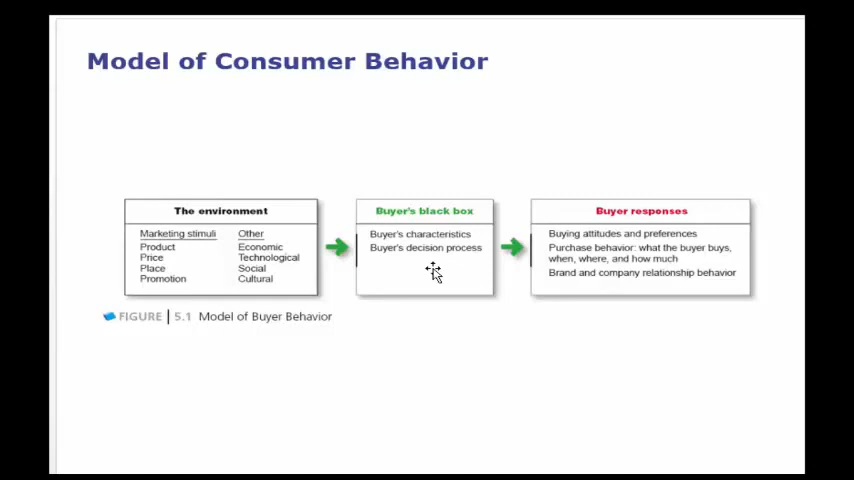 Model of Consumer Behavior
The environment
Marketing stimuli Other
Product Economic
Price Technological
Place Social
Promotion Cultural
Buyer's black box
Buyer's characteristics
Buyer's decision process
Buyer responses
Buying attitudes and preferences
Purchase behavior: what the buyer buys,
when, where, and how much
Brand and company relationship behavior
FIGURE | 5.1 Model of Buyer Behavior